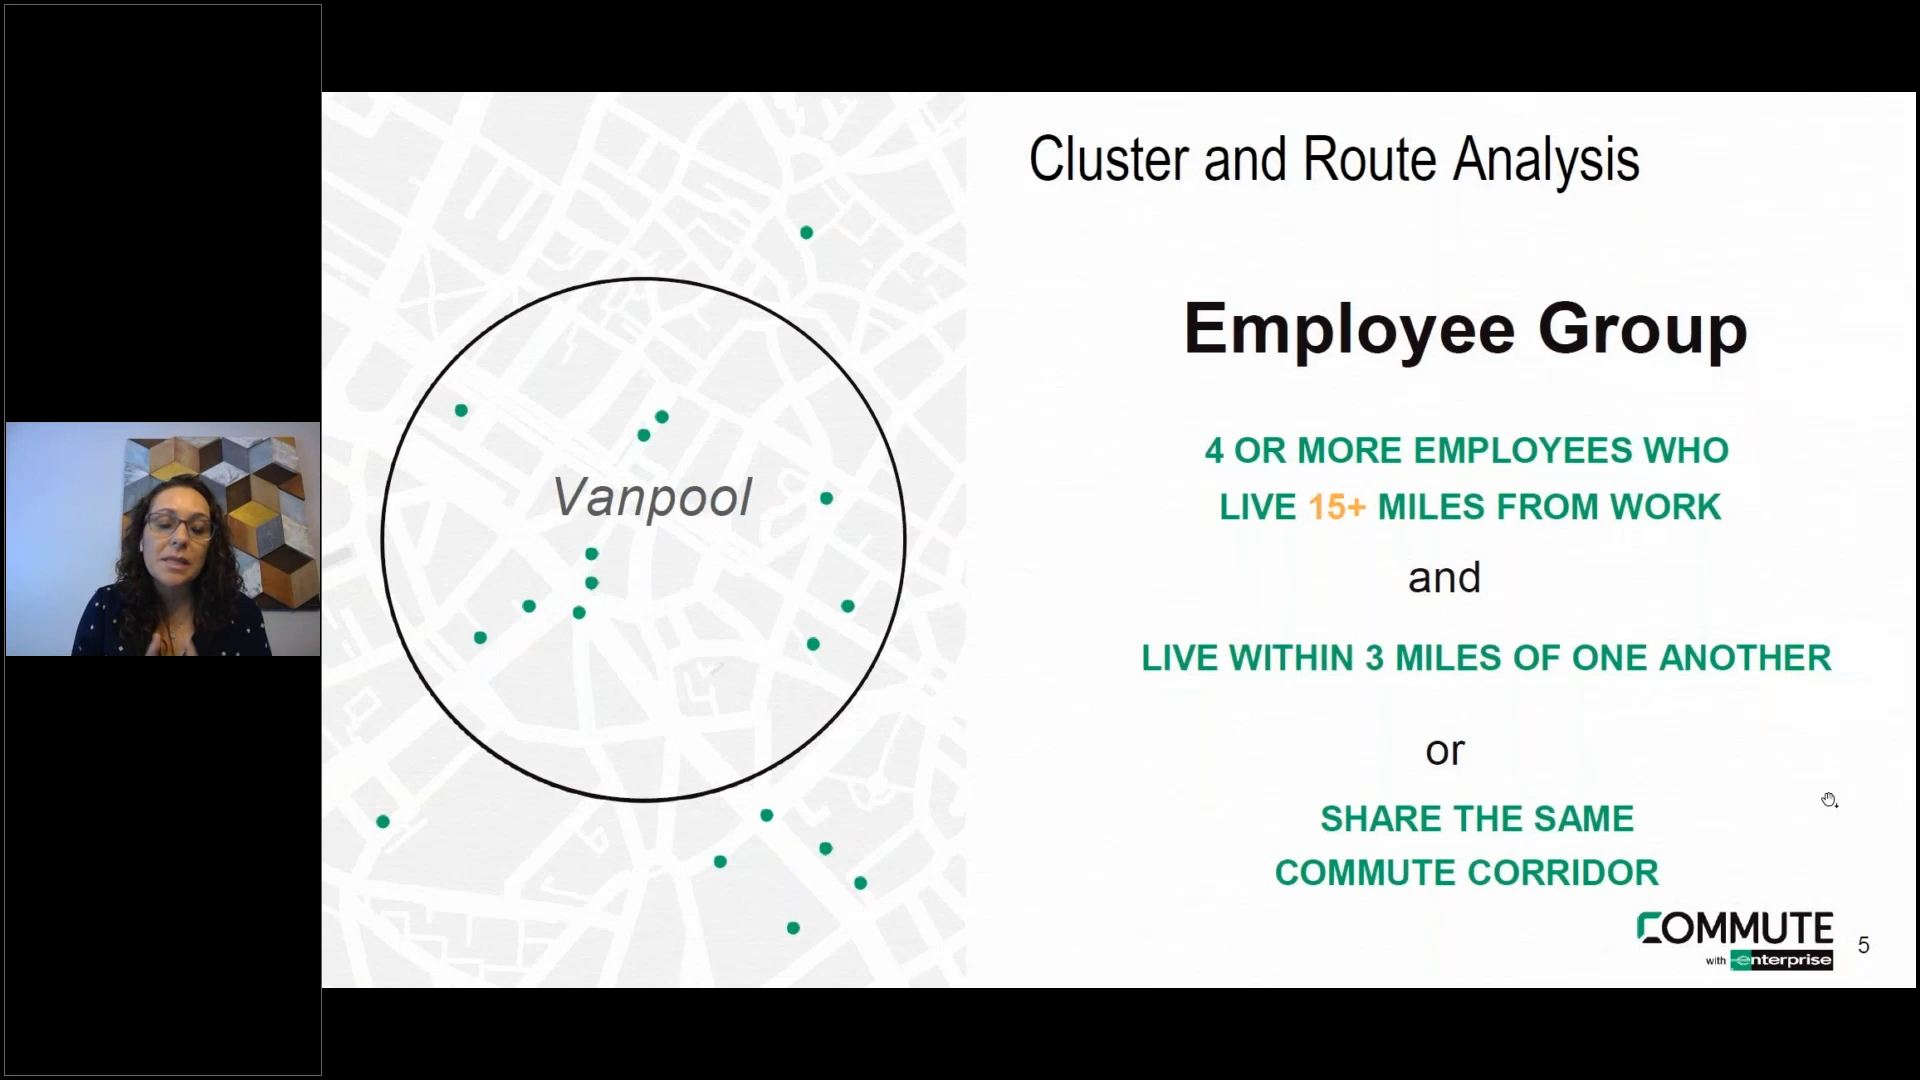 Cluster and Route Analysis
Vanpool
Employee Group
4 OR MORE EMPLOYEES WHO
LIVE 15+ MILES FROM WORK
and
LIVE WITHIN 3 MILES OF ONE ANOTHER
or
SHARE THE SAME
COMMUTE CORRIDOR
COMMUTE
with enterprise
5